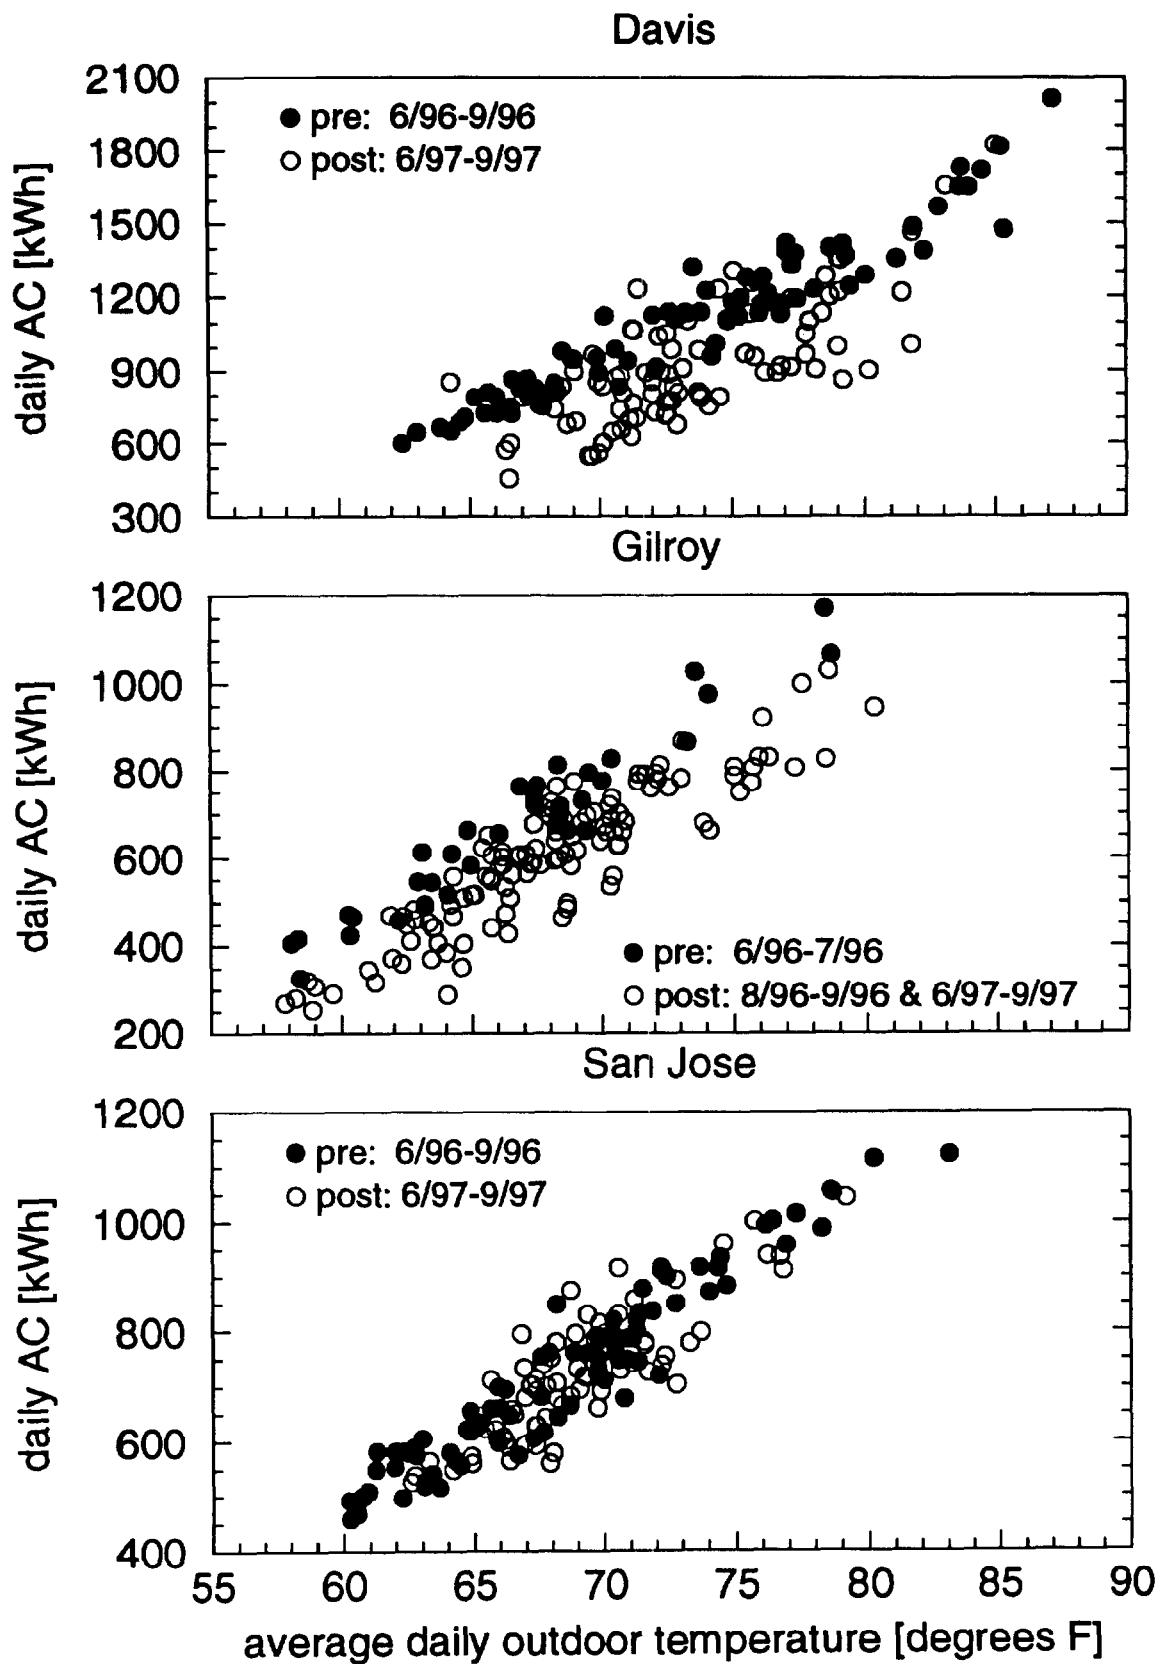 Davis
daily AC [kWh]
2100
1800
1500
1200
900
600
300
pre: 6/96-9/96
post: 6/97-9/97
Gilroy
daily AC [kWh]
1200
1000
800
600
400
200
pre: 6/96-7/96
post: 8/96-9/96 & 6/97-9/97
San Jose
daily AC [kWh]
1200
1000
800
600
400
pre: 6/96-9/96
post: 6/97-9/97
55 60 65 70 75 80 85 90
average daily outdoor temperature [degrees F]